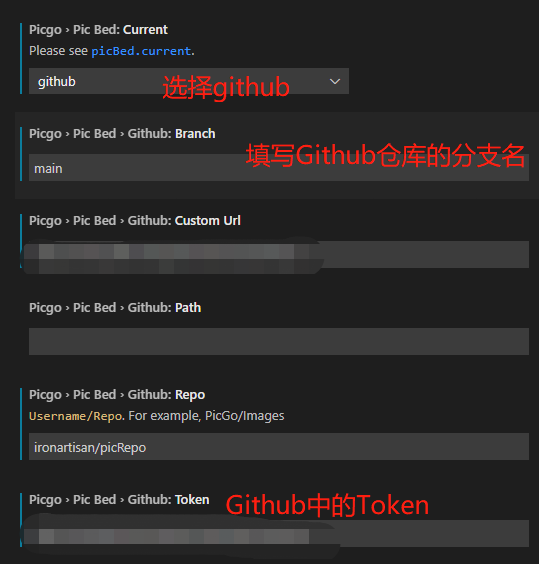 Picgo › Pic Bed: Current
Please see picBed.current.
github
选择github
Picgo › Pic Bed › Github: Branch
填写Github仓库的分支名
main
Picgo › Pic Bed › Github: Custom Url
Picgo › Pic Bed › Github: Path
Picgo › Pic Bed › Github: Repo
Username/Repo. For example, PicGo/Images
ironartisan/picRepo
Picgo › Pic Bed › Github: Token
Github中的Token